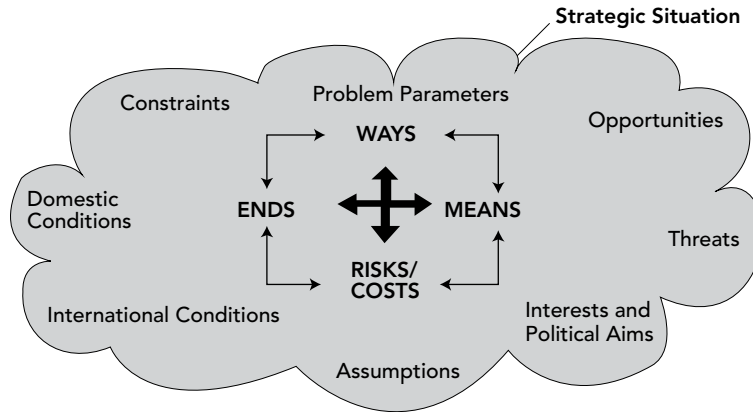 Strategic Situation
Problem Parameters
Constraints
Opportunities
WAYS
Domestic
Conditions
ENDS
MEANS
Threats
RISKS/
COSTS
International Conditions
Interests and
Political Aims
Assumptions